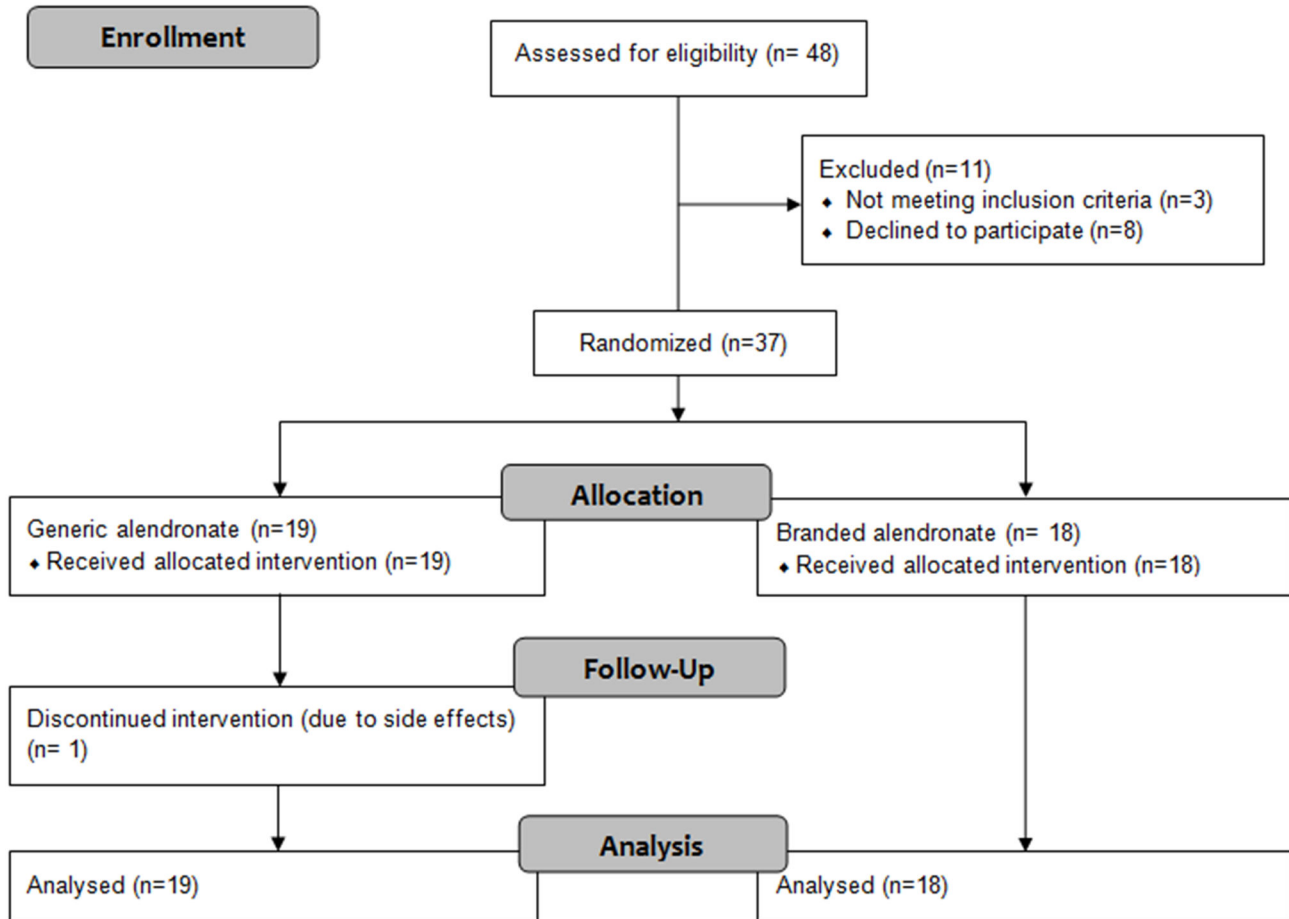 Enrollment
Assessed for eligibility (n= 48)
Excluded (n=11)
⬥ Not meeting inclusion criteria (n=3)
⬥ Declined to participate (n=8)
Randomized (n=37)
Allocation
Generic alendronate (n=19)
⬥ Received allocated intervention (n=19)
Branded alendronate (n= 18)
⬥ Received allocated intervention (n=18)
Follow-Up
Discontinued intervention (due to side effects)
(n= 1)
Analysis
Analysed (n=19)
Analysed (n=18)